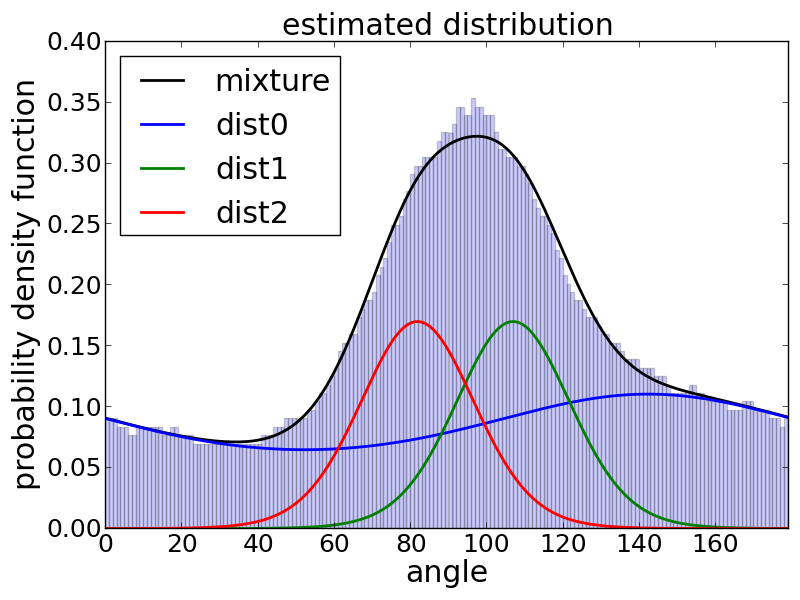 estimated distribution
0.40
0.35
0.30
0.25
0.20
0.15
0.10
0.05
0.00
probability density function
mixture
dist0
dist1
dist2
0 20 40 60 80 100 120 140 160
angle